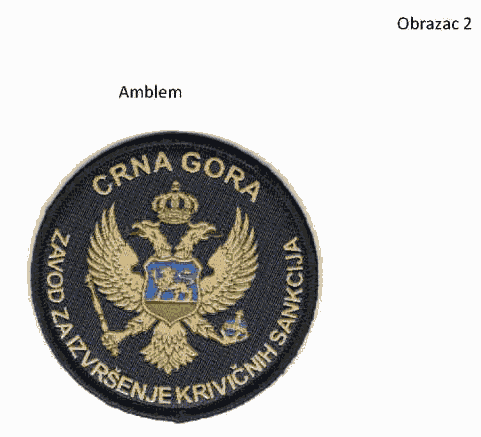 Obrazac 2
Amblem
CRNA GORA
ZAVOD ZA IZVRŠENJE KRIVIČNIH SANKCIJA